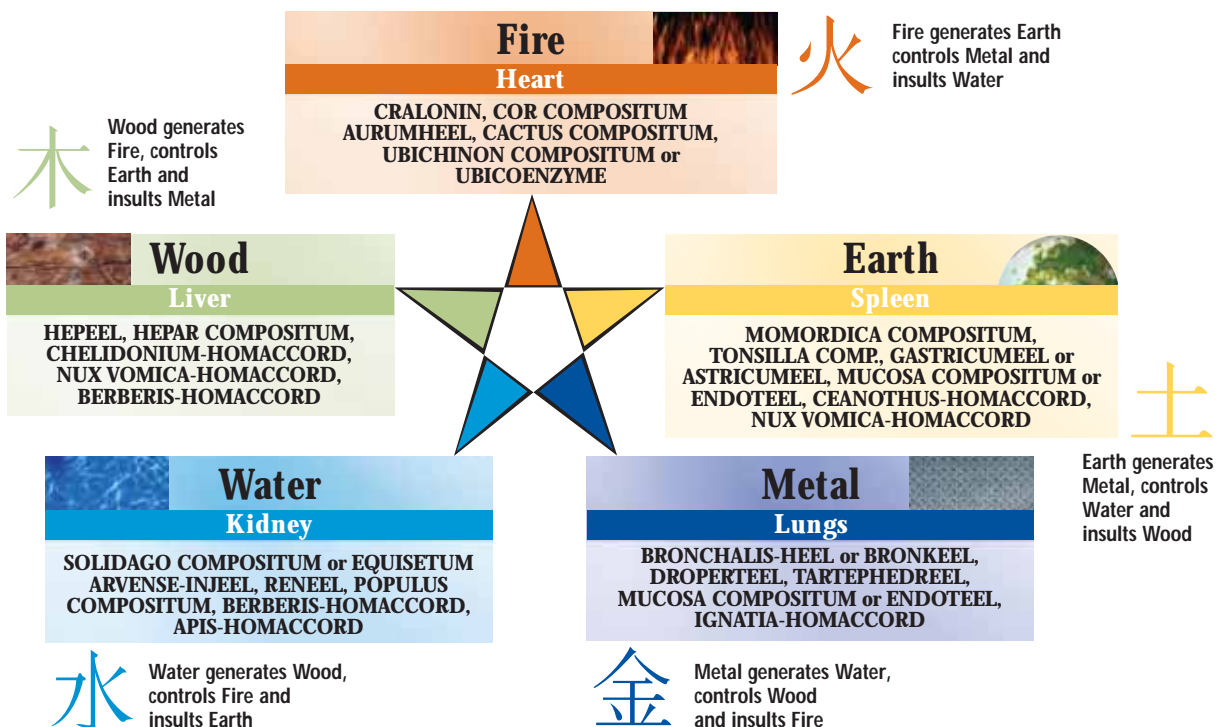 Fire
Heart
CRALONIN, COR COMPOSITUM
AURUMHEEL, CACTUS COMPOSITUM,
UBICHINON COMPOSITUM or
UBICOENZYME
火
Fire generates Earth
controls Metal and
insults Water
木
Wood generates
Fire, controls
Earth and
insults Metal
Wood
Liver
HEPEEL, HEPAR COMPOSITUM,
CHELIDONIUM-HOMACCORD,
NUX VOMICA-HOMACCORD,
BERBERIS-HOMACCORD
Earth
Spleen
MOMORDICA COMPOSITUM,
TONSILLA COMP., GASTRICUMEEL or
ASTRICUMEEL, MUCOSA COMPOSITUM or
ENDOTEEL, CEANOTHUS-HOMACCORD,
NUX VOMICA-HOMACCORD
土
Earth generates
Metal, controls
Water and
insults Wood
Water
Kidney
SOLIDAGO COMPOSITUM or EQUISETUM
ARVENSE-INJEEL, RENEEL, POPULUS
COMPOSITUM, BERBERIS-HOMACCORD,
APIS-HOMACCORD
水
Water generates Wood,
controls Fire and
insults Earth
Metal
Lungs
BRONCHALIS-HEEL or BRONKEEL,
DROPERTEEL, TARTEPHEDREEL,
MUCOSA COMPOSITUM or ENDOTEEL,
IGNATIA-HOMACCORD
金
Metal generates Water,
controls Wood
and insults Fire